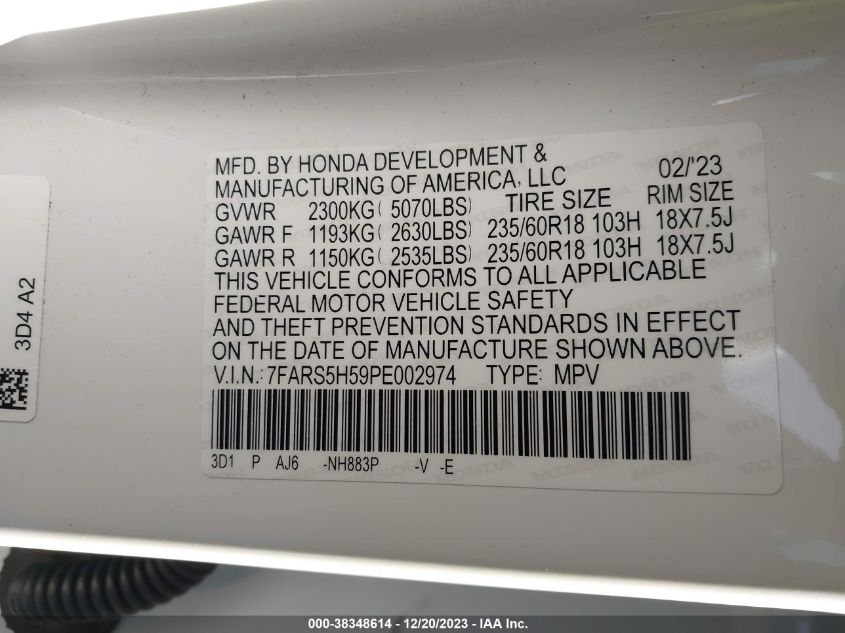 MFD. BY HONDA DEVELOPMENT & 02/'23
MANUFACTURING OF AMERICA, LLC
GVWR 2300KG( 5070LBS) TIRE SIZE RIM SIZE
GAWR F 1193KG( 2630LBS) 235/60R18 103H 18X7.5J
GAWR R 1150KG( 2535LBS) 235/60R18 103H 18X7.5J
THIS VEHICLE CONFORMS TO ALL APPLICABLE
FEDERAL MOTOR VEHICLE SAFETY
AND THEFT PREVENTION STANDARDS IN EFFECT
ON THE DATE OF MANUFACTURE SHOWN ABOVE.
V.I.N.: 7FARS5H59PE002974 TYPE: MPV
3D1 P AJ6 -NH883P -V -E
3D4 A2
000-38348614 - 12/20/2023 - IAA Inc.